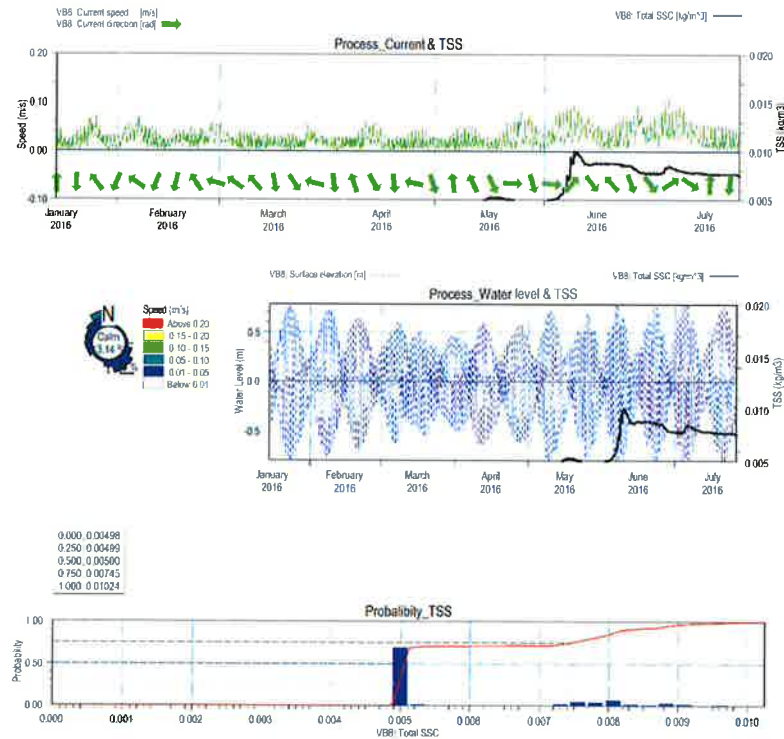 VB8: Current speed [m/s]
VB8: Current direction [rad]
VB8: Total SSC [kg/m^3]
Process_Current & TSS
Speed (m/s)
0.20
0.10
0.00
-0.10
0.020
0.015
0.010
0.005
TSS (kg/m3)
January February March April May June July
2016 2016 2016 2016 2016 2016 2016
VB8: Surface elevation [m]
VB8: Total SSC [kg/m^3]
Process_Water level & TSS
N
Calm
3.14 %
Speed (m/s)
Above 0.20
0.15 - 0.20
0.10 - 0.15
0.05 - 0.10
0.01 - 0.05
Below 0.01
Water Level (m)
0.5
0.0
-0.5
0.020
0.015
0.010
0.005
TSS (kg/m3)
January February March April May June July
2016 2016 2016 2016 2016 2016 2016
0.000, 0.00498
0.250 0.00499
0.500, 0.00500
0.750 0.00745
1.000 0.01024
Probalibity_TSS
Probability
1.00
0.50
0.00
0.000 0.001 0.002 0.003 0.004 0.005 0.006 0.007 0.008 0.009 0.010
VB8: Total SSC